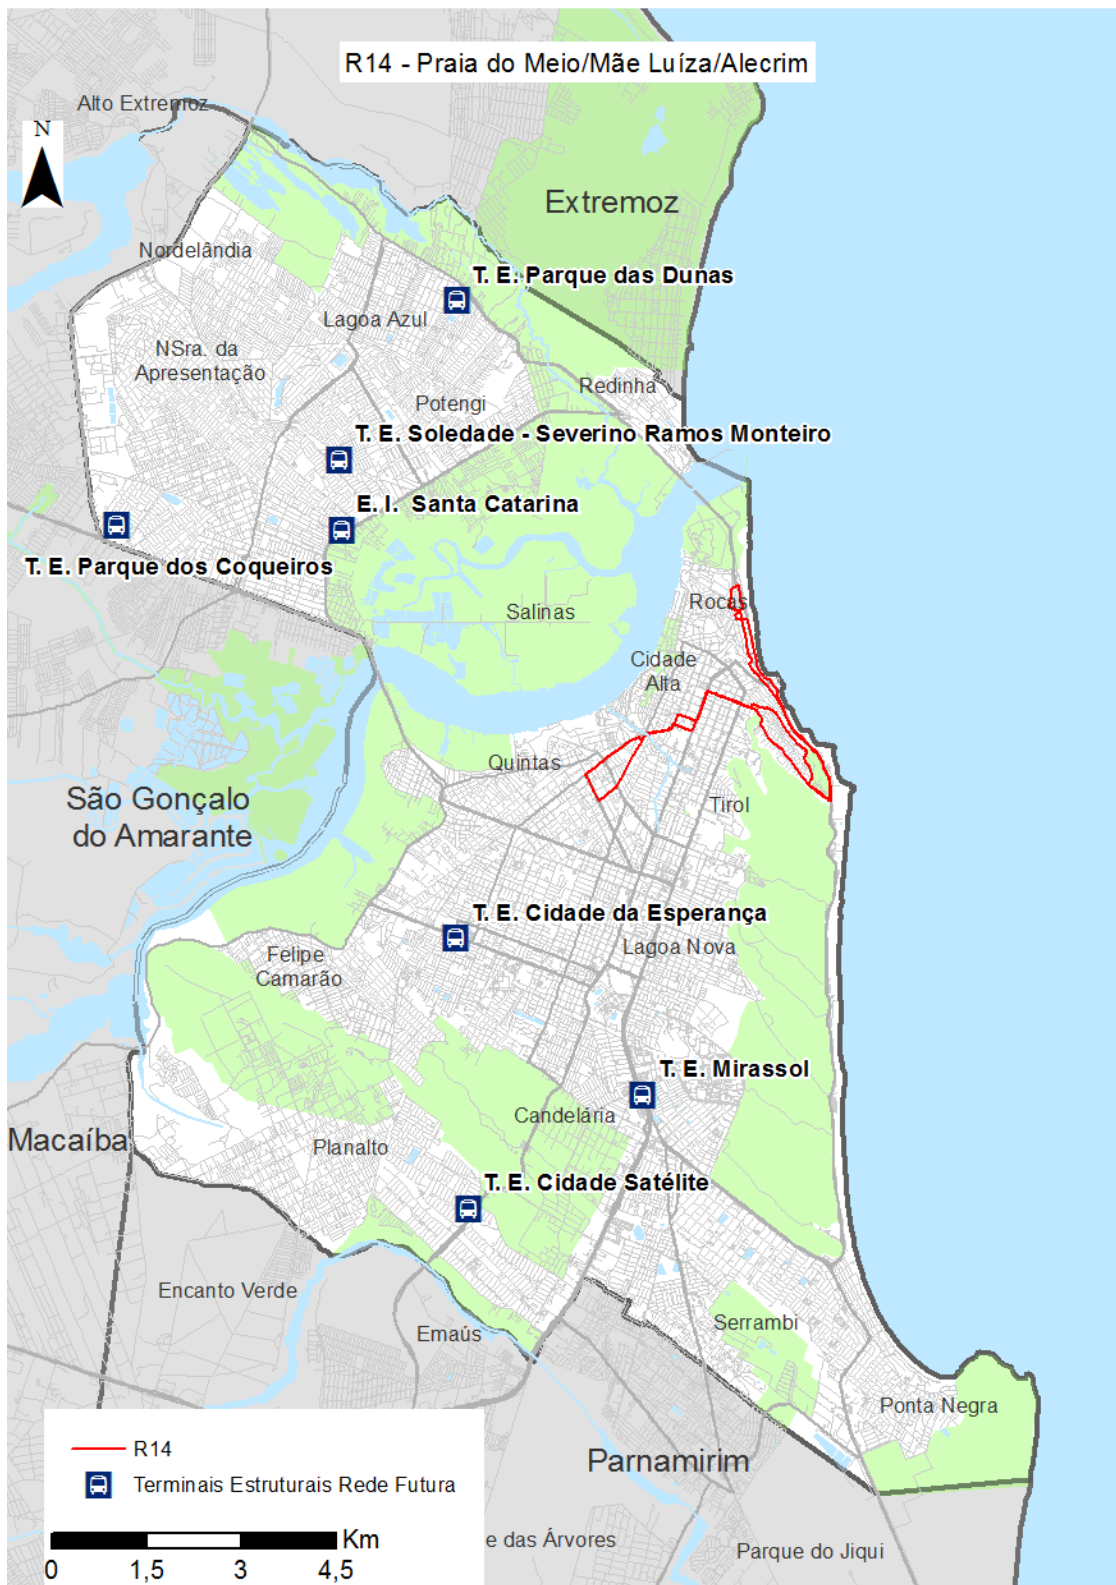 R14 - Praia do Meio/Mãe Luíza/Alecrim
Alto Extremoz
N
Extremoz
Nordelândia
T. E. Parque das Dunas
Lagoa Azul
NSra. da
Apresentação
Redinha
Potengi
T. E. Soledade - Severino Ramos Monteiro
E. I. Santa Catarina
T. E. Parque dos Coqueiros
Salinas
Rocas
Cidade
Alta
Quintas
São Gonçalo
do Amarante
Tirol
T. E. Cidade da Esperança
Lagoa Nova
Felipe
Camarão
T. E. Mirassol
Candelária
Macaíba
Planalto
T. E. Cidade Satélite
Encanto Verde
Emaús
Serrambi
Ponta Negra
Parnamirim
R14
Terminais Estruturais Rede Futura
Km
0 1,5 3 4,5
e das Árvores
Parque do Jiqui